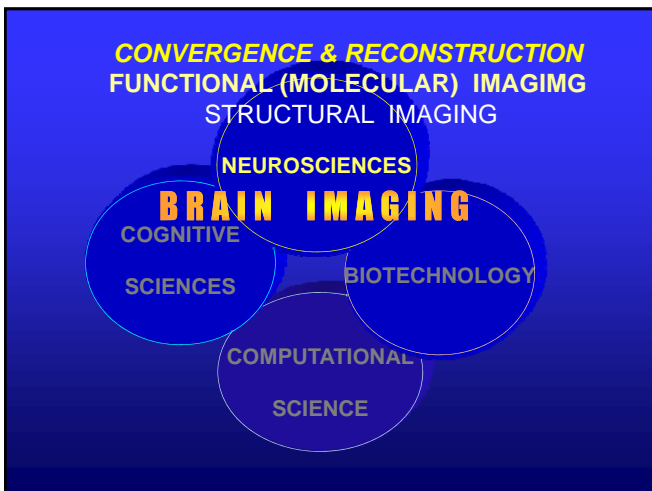 CONVERGENCE & RECONSTRUCTION
FUNCTIONAL (MOLECULAR) IMAGIMG
STRUCTURAL IMAGING
NEUROSCIENCES
BRAIN IMAGING
COGNITIVE
SCIENCES
BIOTECHNOLOGY
COMPUTATIONAL
SCIENCE